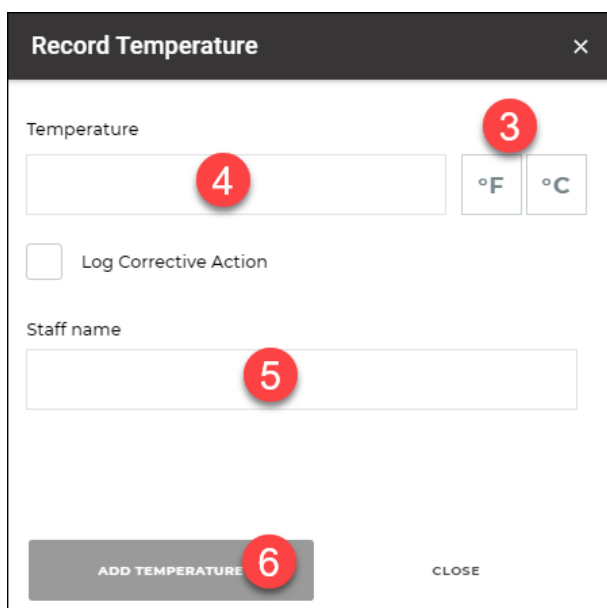 Record Temperature ×
Temperature
3
4
°F °C
Log Corrective Action
Staff name
5
ADD TEMPERATURE 6 CLOSE